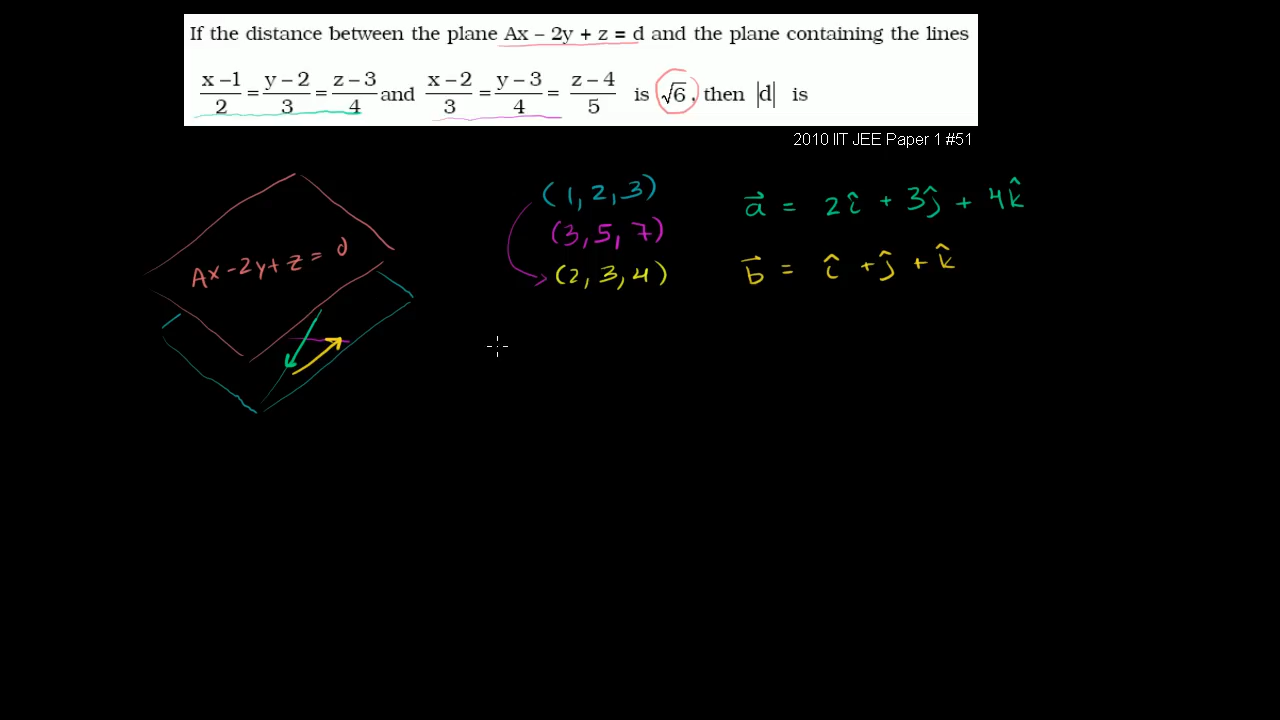 If the distance between the plane Ax – 2y + z = d and the plane containing the lines
x –1/2 = y – 2/3 = z – 3/4 and x – 2/3 = y – 3/4 = z – 4/5 is √6, then |d| is
2010 IIT JEE Paper 1 #51
Ax - 2y + z = d
(1, 2, 3)
(3, 5, 7)
(2, 3, 4)
a⃗ = 2î + 3ĵ + 4k̂
b⃗ = î + ĵ + k̂